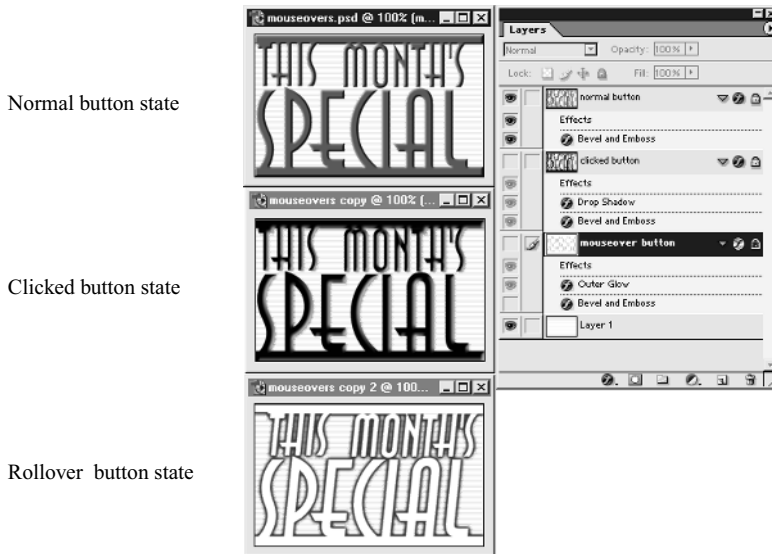 Normal button state
mouseovers.psd @ 100% (m...
THIS MONTH'S
SPECIAL
Clicked button state
mouseovers copy @ 100% (...
THIS MONTH'S
SPECIAL
Rollover button state
mouseovers copy 2 @ 100...
THIS MONTH'S
SPECIAL
Layers
Normal Opacity: 100%
Lock: Fill: 100%
normal button
Effects
Bevel and Emboss
clicked button
Effects
Drop Shadow
Bevel and Emboss
mouseover button
Effects
Outer Glow
Bevel and Emboss
Layer 1